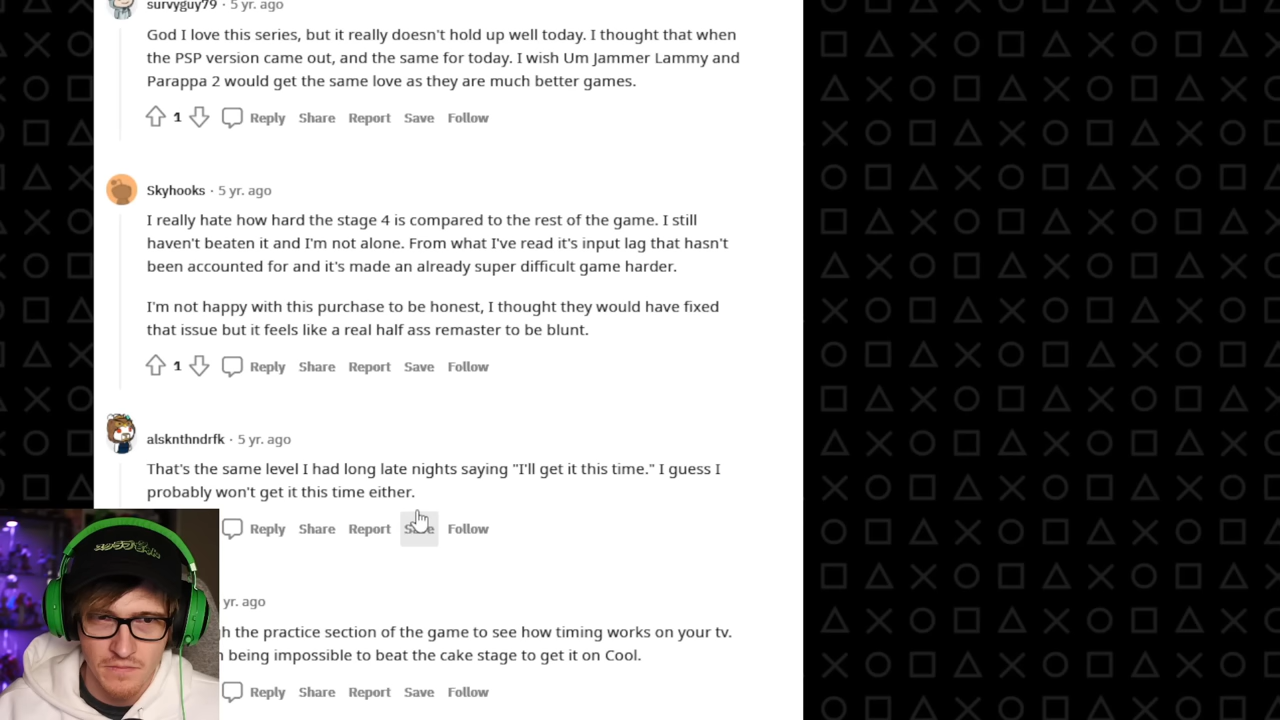 survyguy79 · 5 yr. ago
God I love this series, but it really doesn't hold up well today. I thought that when
the PSP version came out, and the same for today. I wish Um Jammer Lammy and
Parappa 2 would get the same love as they are much better games.
1 Reply Share Report Save Follow
Skyhooks · 5 yr. ago
I really hate how hard the stage 4 is compared to the rest of the game. I still
haven't beaten it and I'm not alone. From what I've read it's input lag that hasn't
been accounted for and it's made an already super difficult game harder.
I'm not happy with this purchase to be honest, I thought they would have fixed
that issue but it feels like a real half ass remaster to be blunt.
1 Reply Share Report Save Follow
alsknthndrfk · 5 yr. ago
That's the same level I had long late nights saying "I'll get it this time." I guess I
probably won't get it this time either.
Reply Share Report Save Follow
yr. ago
the practice section of the game to see how timing works on your tv.
being impossible to beat the cake stage to get it on Cool.
Reply Share Report Save Follow